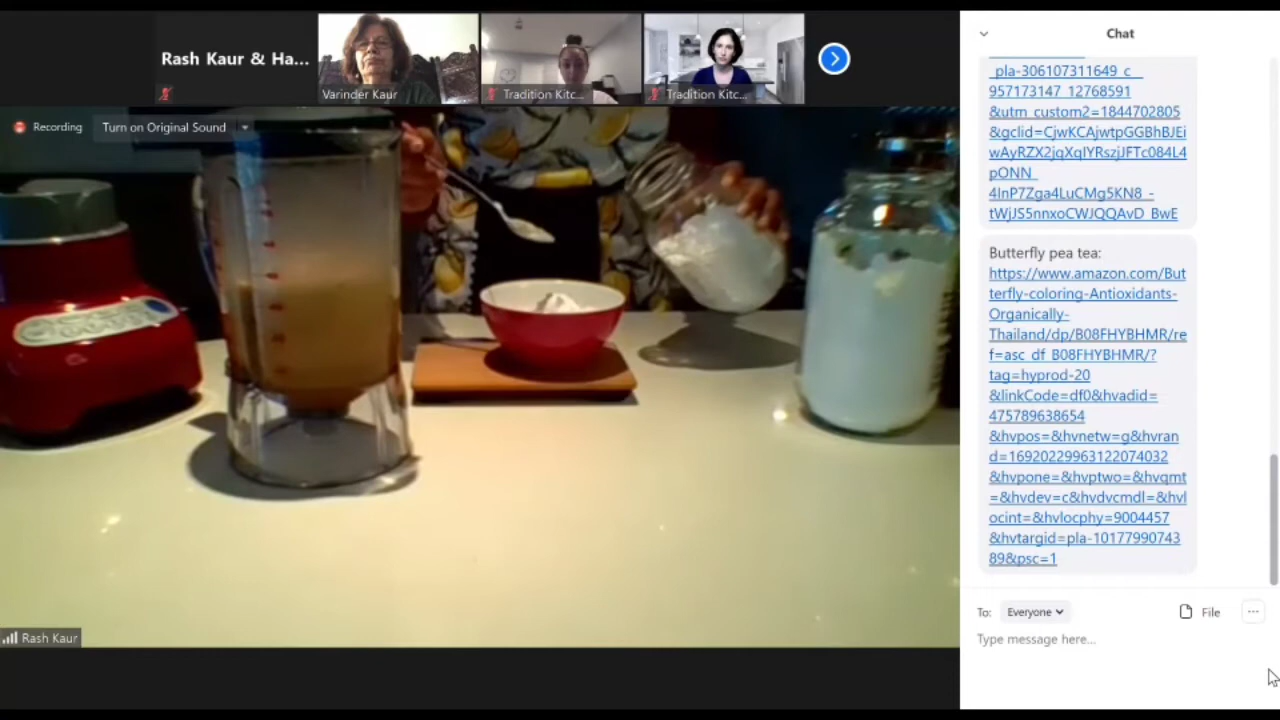 Rash Kaur & Ha...
Varinder Kaur
Tradition Kitc...
Tradition Kitc...
Recording
Turn on Original Sound
Rash Kaur
Chat
_pla-306107311649_c_
957173147_12768591
&utm_custom2=1844702805
&gclid=CjwKCAjwtpGGBhBJEi
wAyRZX2jqXqIYRszjJFTc084L4
pONN_
4InP7Zga4LuCMg5KN8_-
tWjJS5nnxoCWJQQAvD_BwE
Butterfly pea tea:
https://www.amazon.com/But
terfly-coloring-Antioxidants-
Organically-
Thailand/dp/B08FHYBHMR/re
f=asc_df_B08FHYBHMR/?
tag=hyprod-20
&linkCode=df0&hvadid=
475789638654
&hvpos=&hvnetw=g&hvran
d=16920229963122074032
&hvpone=&hvptwo=&hvqmt
=&hvdev=c&hvdvcmdl=&hvl
ocint=&hvlocphy=9004457
&hvtargid=pla-10177990743
89&psc=1
To:
Everyone
File
Type message here...